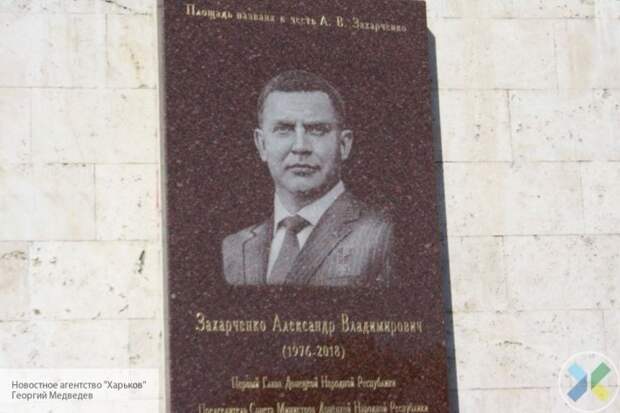 Площадь названа в честь А. В. Захарченко
Захарченко Александр Владимирович
(1976-2018)
Первый Глава Донецкой Народной Республики
Председатель Совета Министров Донецкой Народной Республики
Новостное агентство "Харьков"
Георгий Медведев